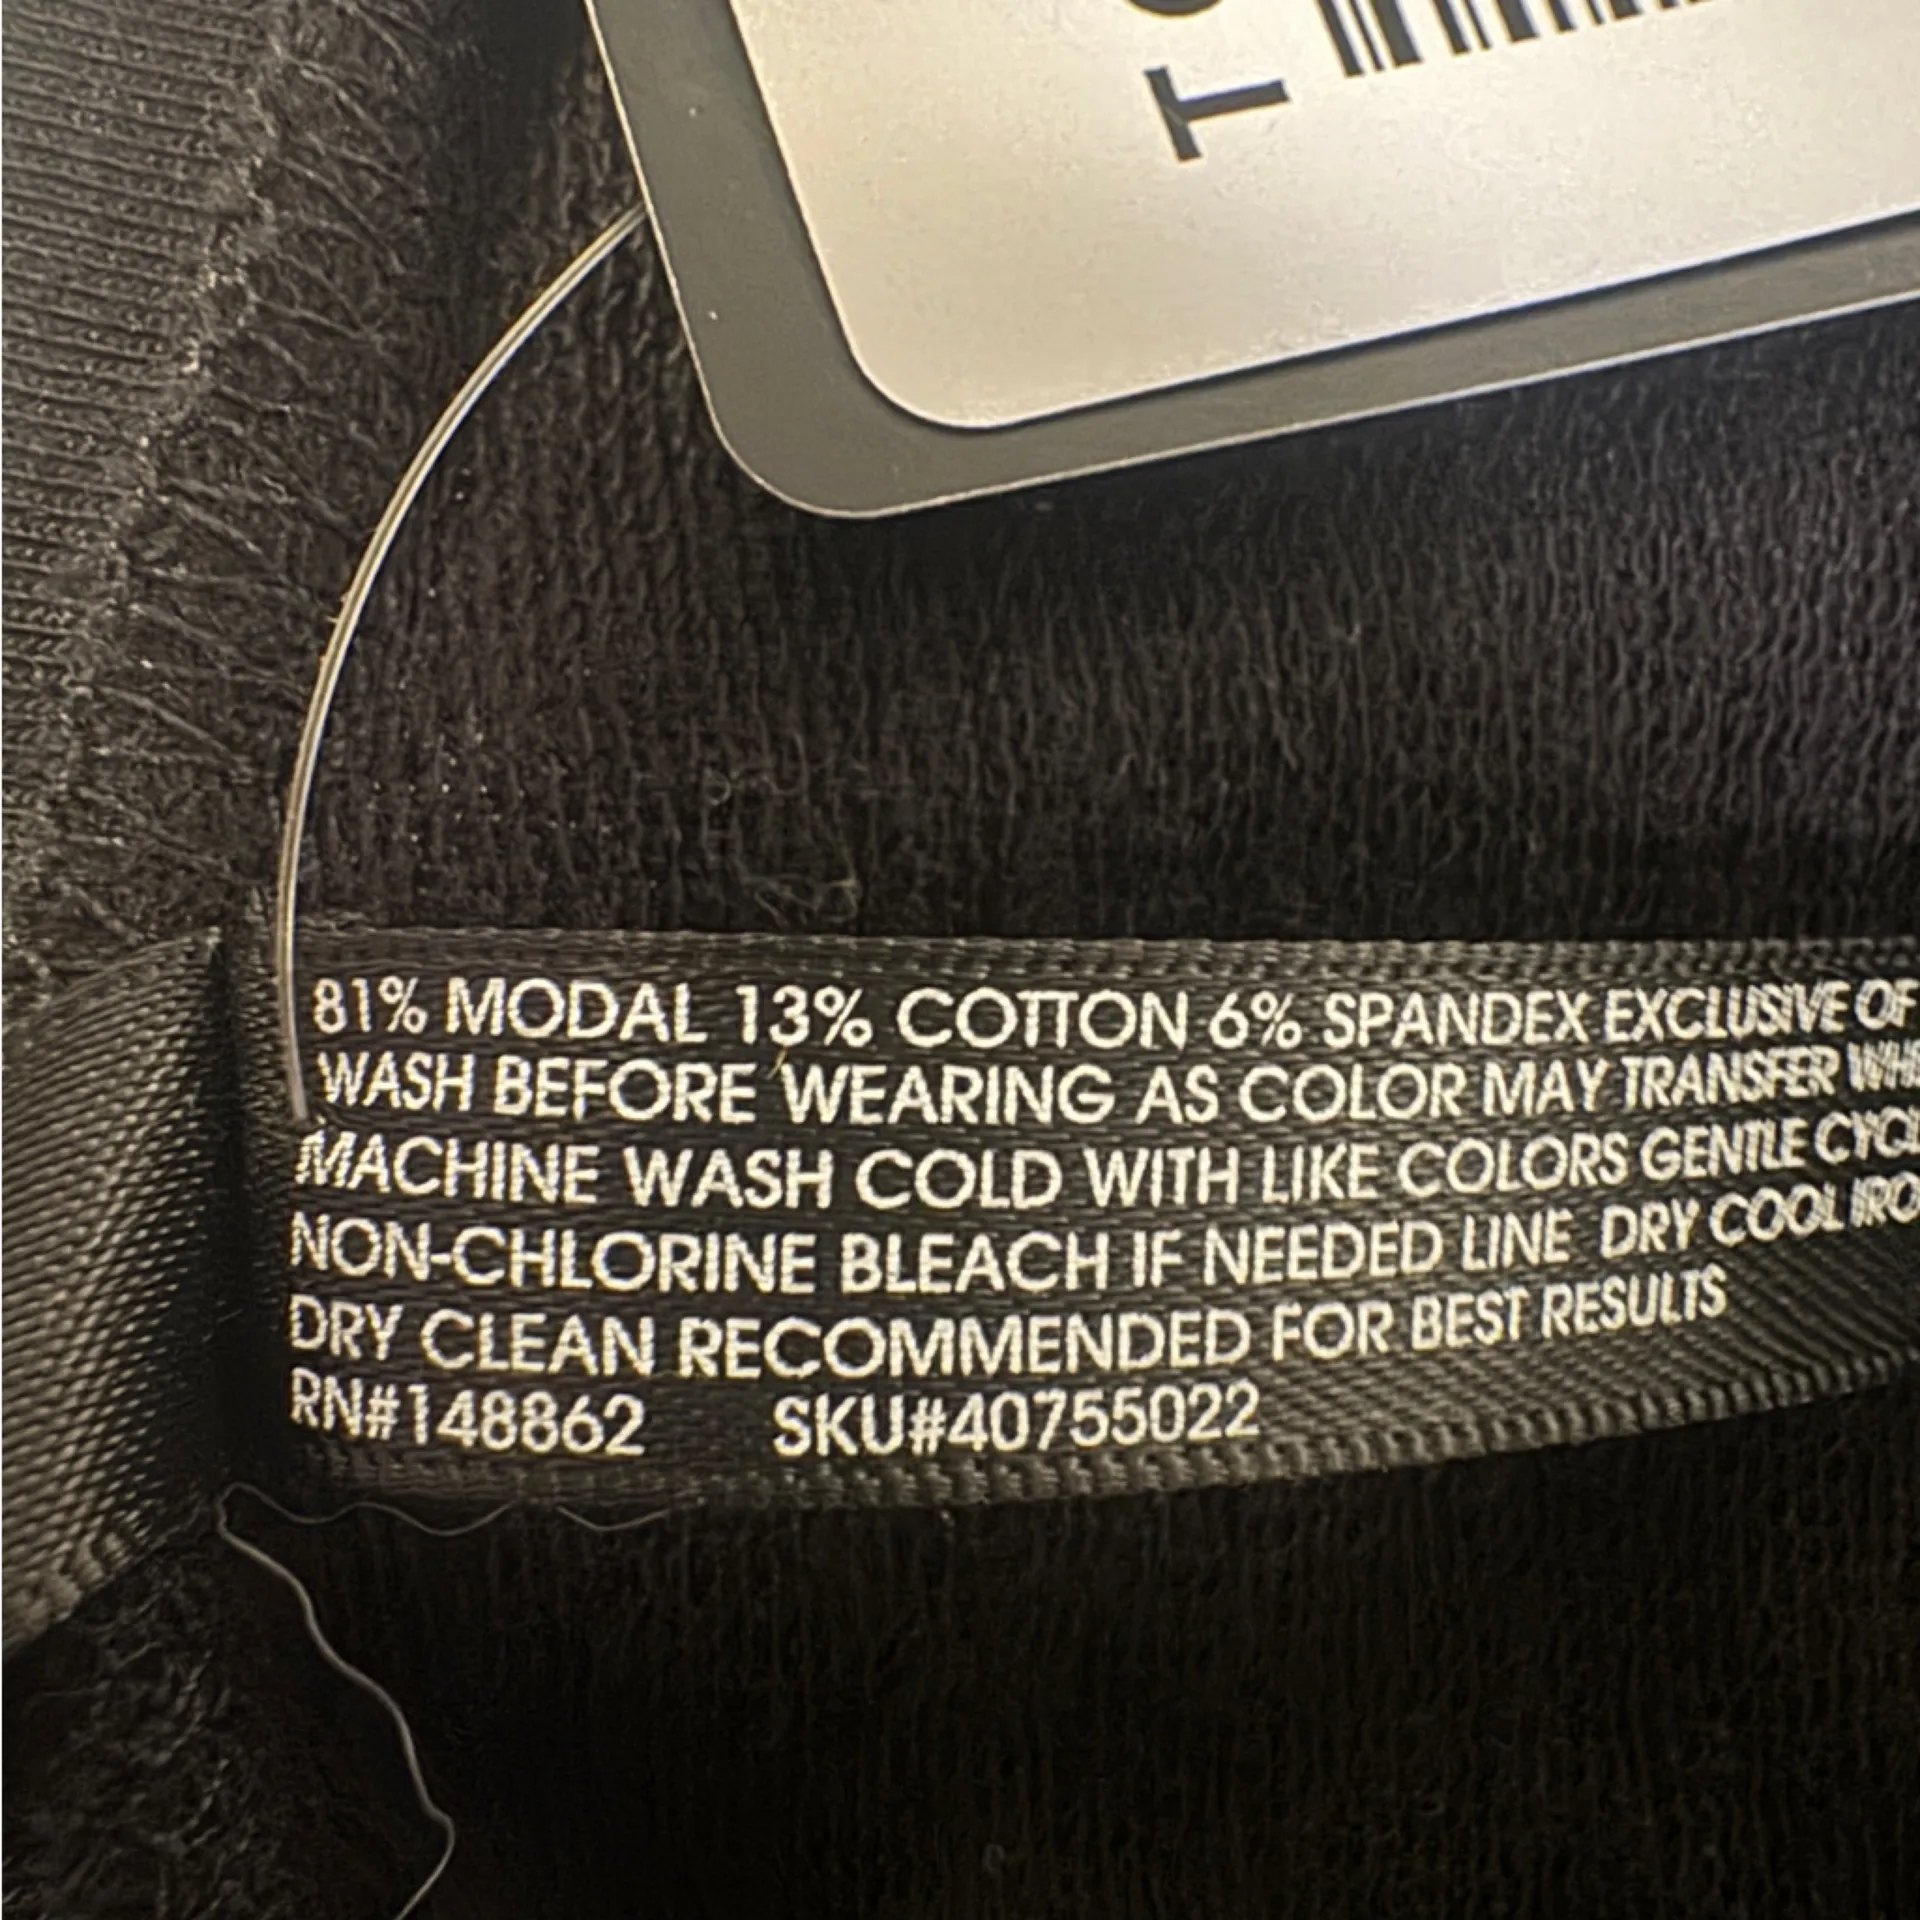 T
81% MODAL 13% COTTON 6% SPANDEX EXCLUSIVE OF
WASH BEFORE WEARING AS COLOR MAY TRANSFER
MACHINE WASH COLD WITH LIKE COLORS GENTLE
NON-CHLORINE BLEACH IF NEEDED LINE DRY COOL
DRY CLEAN RECOMMENDED FOR BEST RESULTS
RN#148862 SKU#40755022